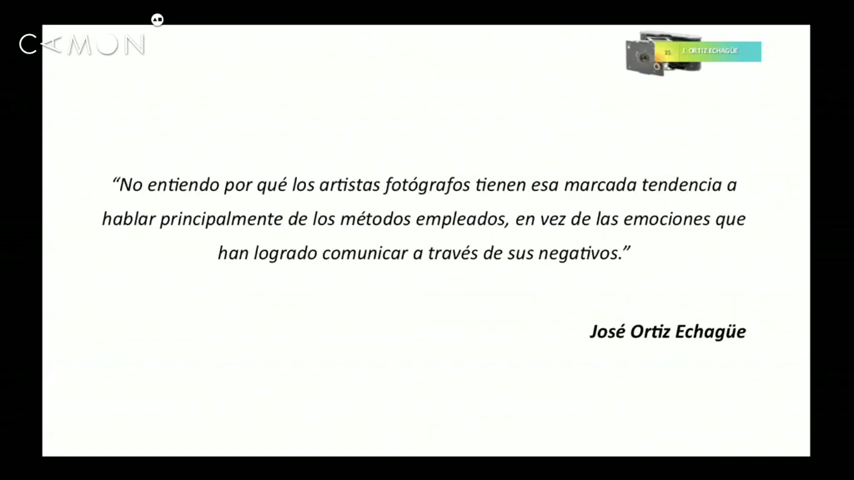 CAMON
35 J. ORTIZ ECHAGÜE
“No entiendo por qué los artistas fotógrafos tienen esa marcada tendencia a
hablar principalmente de los métodos empleados, en vez de las emociones que
han logrado comunicar a través de sus negativos.”
José Ortiz Echagüe